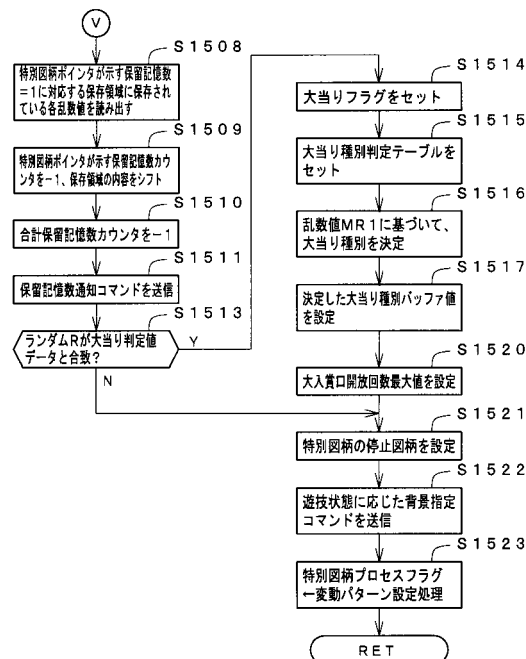 V
S1508
特別図柄ポインタが示す保留記憶数
=1に対応する保存領域に保存され
ている各乱数値を読み出す
S1509
特別図柄ポインタが示す保留記憶数カウ
ンタを-1、保存領域の内容をシフト
S1510
合計保留記憶数カウンタを-1
S1511
保留記憶数通知コマンドを送信
S1513
ランダムRが大当り判定値
データと合致?
Y
N
S1514
大当りフラグをセット
S1515
大当り種別判定テーブルを
セット
S1516
乱数値MR1に基づいて、
大当り種別を決定
S1517
決定した大当り種別バッファ値
を設定
S1520
大入賞口開放回数最大値を設定
S1521
特別図柄の停止図柄を設定
S1522
遊技状態に応じた背景指定
コマンドを送信
S1523
特別図柄プロセスフラグ
←変動パターン設定処理
RET